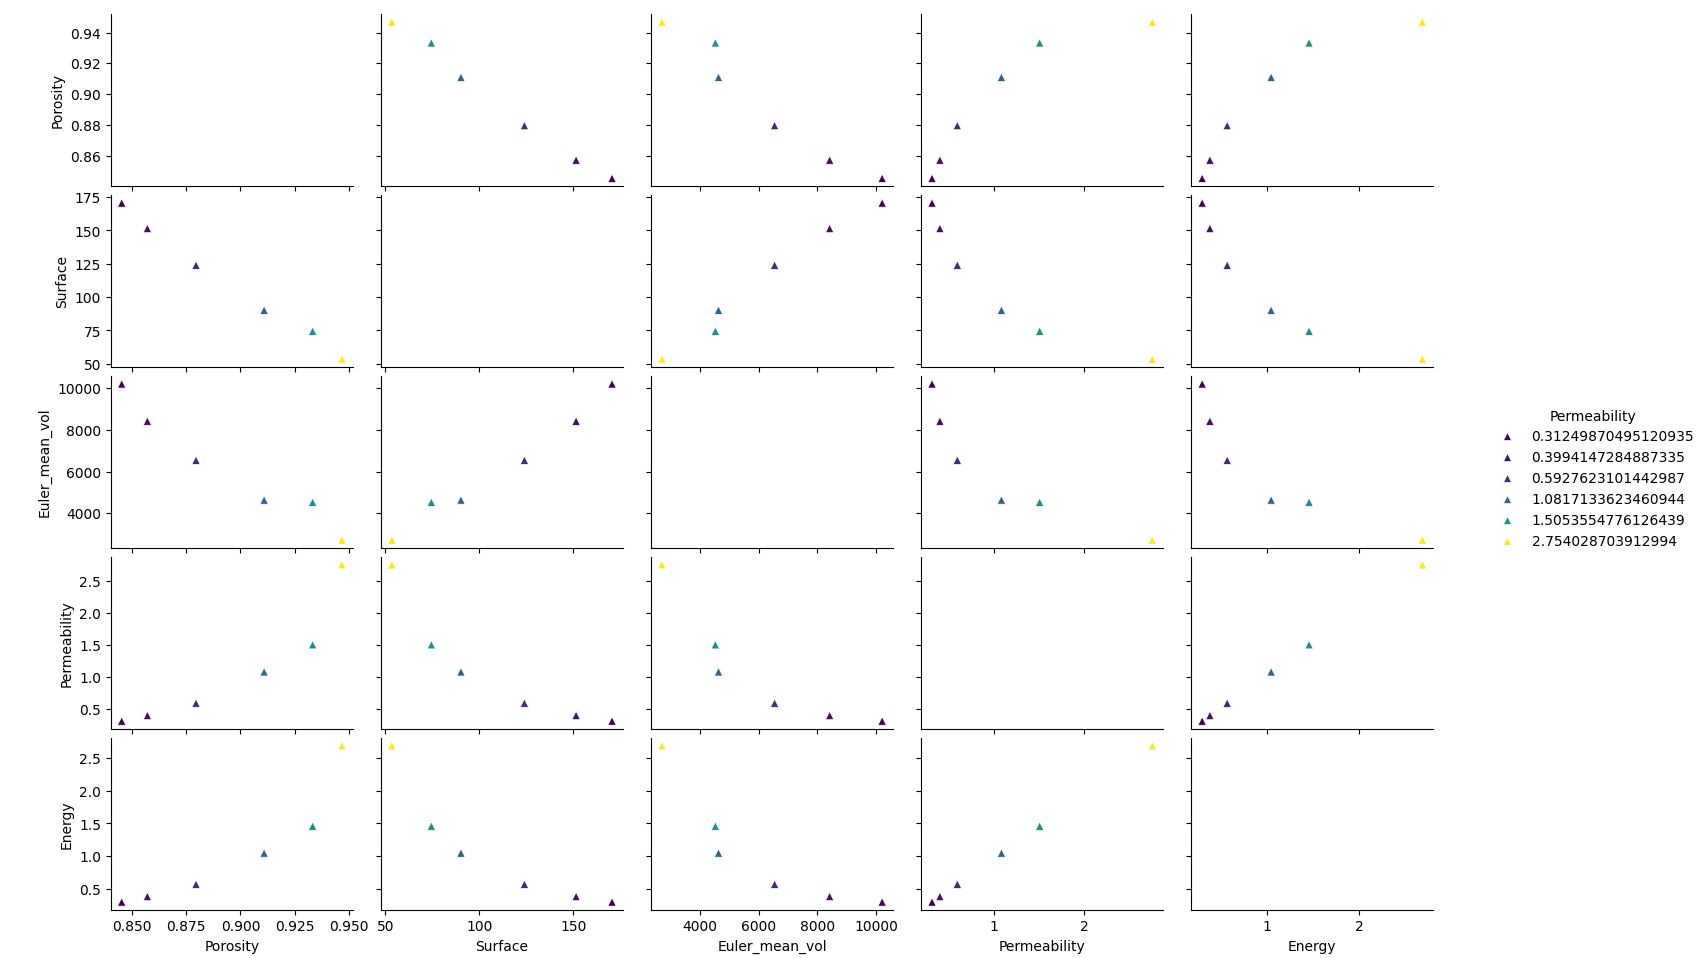 0.94
0.92
0.90
0.88
0.86
Porosity
175
150
125
100
75
50
Surface
10000
8000
6000
4000
Euler_mean_vol
2.5
2.0
1.5
1.0
0.5
Permeability
2.5
2.0
1.5
1.0
0.5
Energy
0.850 0.875 0.900 0.925 0.950
Porosity
50 100 150
Surface
4000 6000 8000 10000
Euler_mean_vol
1 2
Permeability
1 2
Energy
Permeability
0.31249870495120935
0.3994147284887335
0.5927623101442987
1.0817133623460944
1.5053554776126439
2.754028703912994